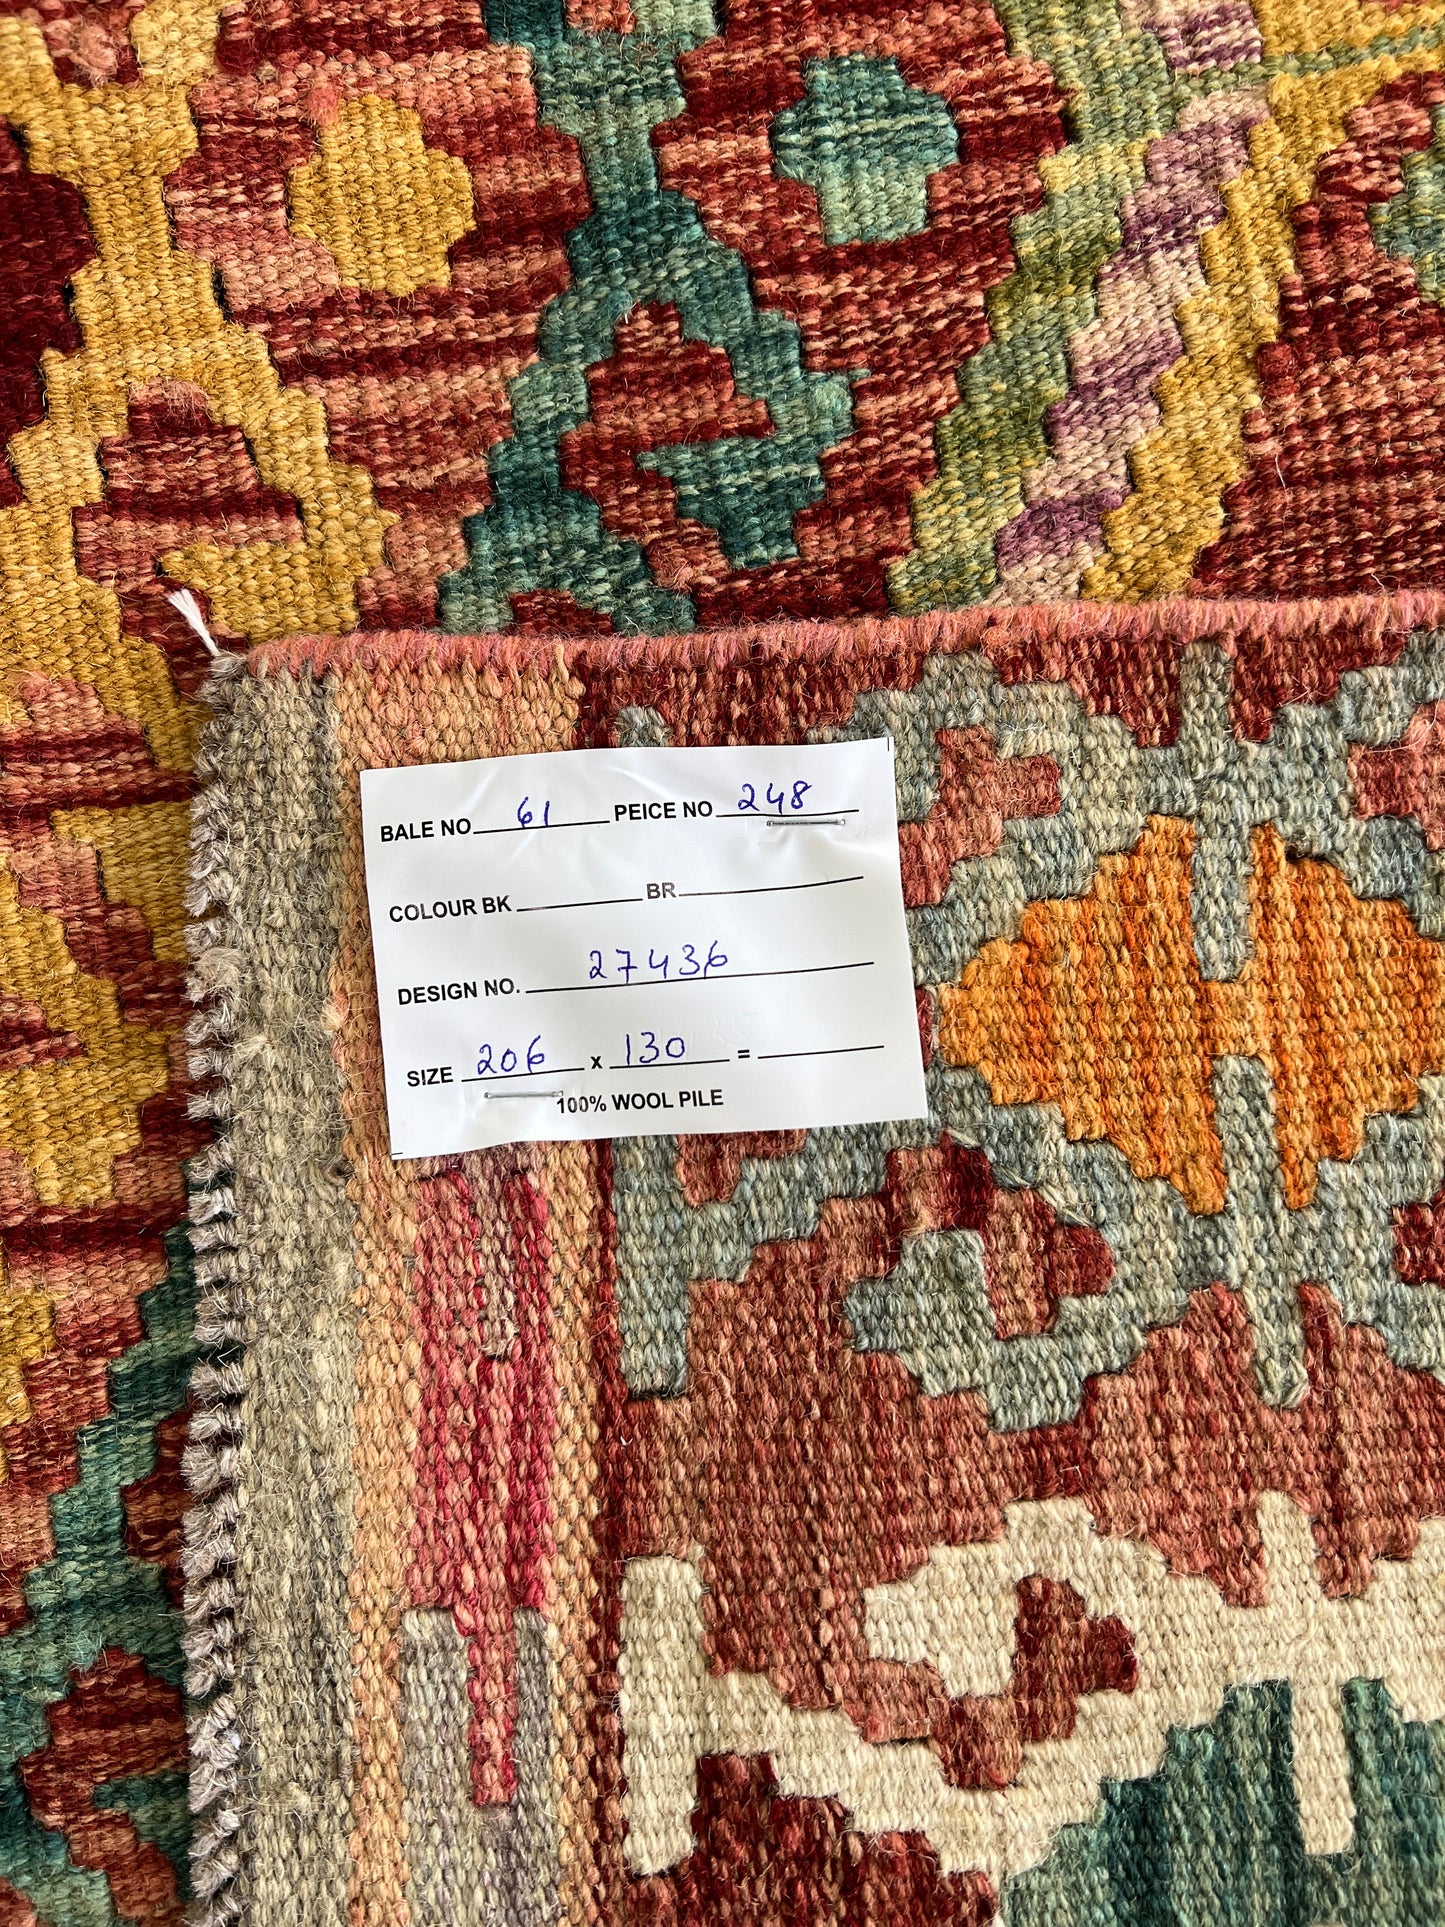 BALE NO 61 PEICE NO 248
COLOUR BK BR
DESIGN NO. 27436
SIZE 206 x 130 =
100% WOOL PILE